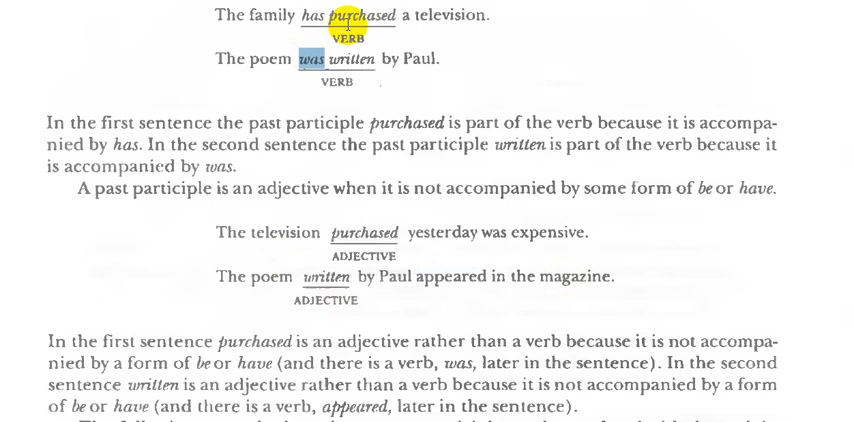 The family has purchased a television.
VERB
The poem was written by Paul.
VERB
In the first sentence the past participle purchased is part of the verb because it is accompa-
nied by has. In the second sentence the past participle written is part of the verb because it
is accompanied by was.
A past participle is an adjective when it is not accompanied by some form of be or have.
The television purchased yesterday was expensive.
ADJECTIVE
The poem written by Paul appeared in the magazine.
ADJECTIVE
In the first sentence purchased is an adjective rather than a verb because it is not accompa-
nied by a form of be or have (and there is a verb, was, later in the sentence). In the second
sentence written is an adjective rather than a verb because it is not accompanied by a form
of be or have (and there is a verb, appeared, later in the sentence).